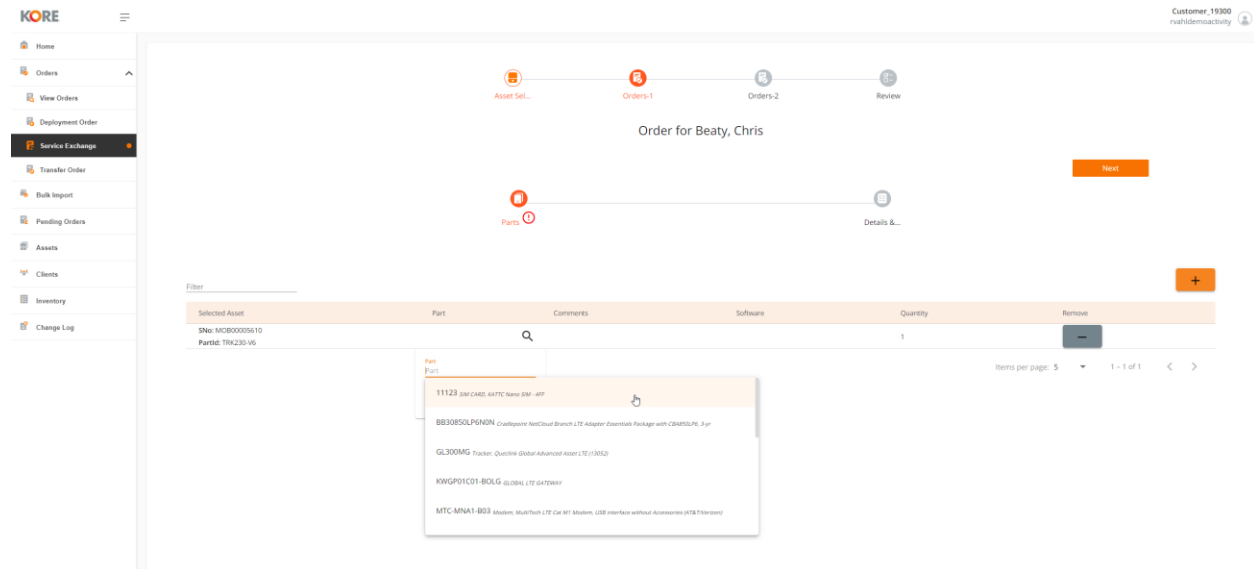 KORE
Customer_19300
rvahldemoactivity
Home
Orders
View Orders
Deployment Order
Service Exchange
Transfer Order
Bulk Import
Pending Orders
Assets
Clients
Inventory
Change Log
Asset Sel...
Orders-1
Orders-2
Review
Order for Beaty, Chris
Next
Parts
Details &...
Filter
+
Selected Asset Part Comments Software Quantity Remove
SNo: MOB00005610
PartId: TRK230-V6
1
Part
Part
Items per page: 5 1 – 1 of 1
11123 SIM CARD, KATTC Nano SIM - 4FF
BB30850LP6N0N Cradlepoint NetCloud Branch LTE Adapter Essentials Package with CBA850LP6, 3-yr
GL300MG Tracker, Queclink Global Advanced Asset LTE (13052)
KWGP01C01-BOLG GLOBAL LTE GATEWAY
MTC-MNA1-B03 Modem, MultiTech LTE Cat M1 Modem, USB interface without Accessories (AT&T/Verizon)